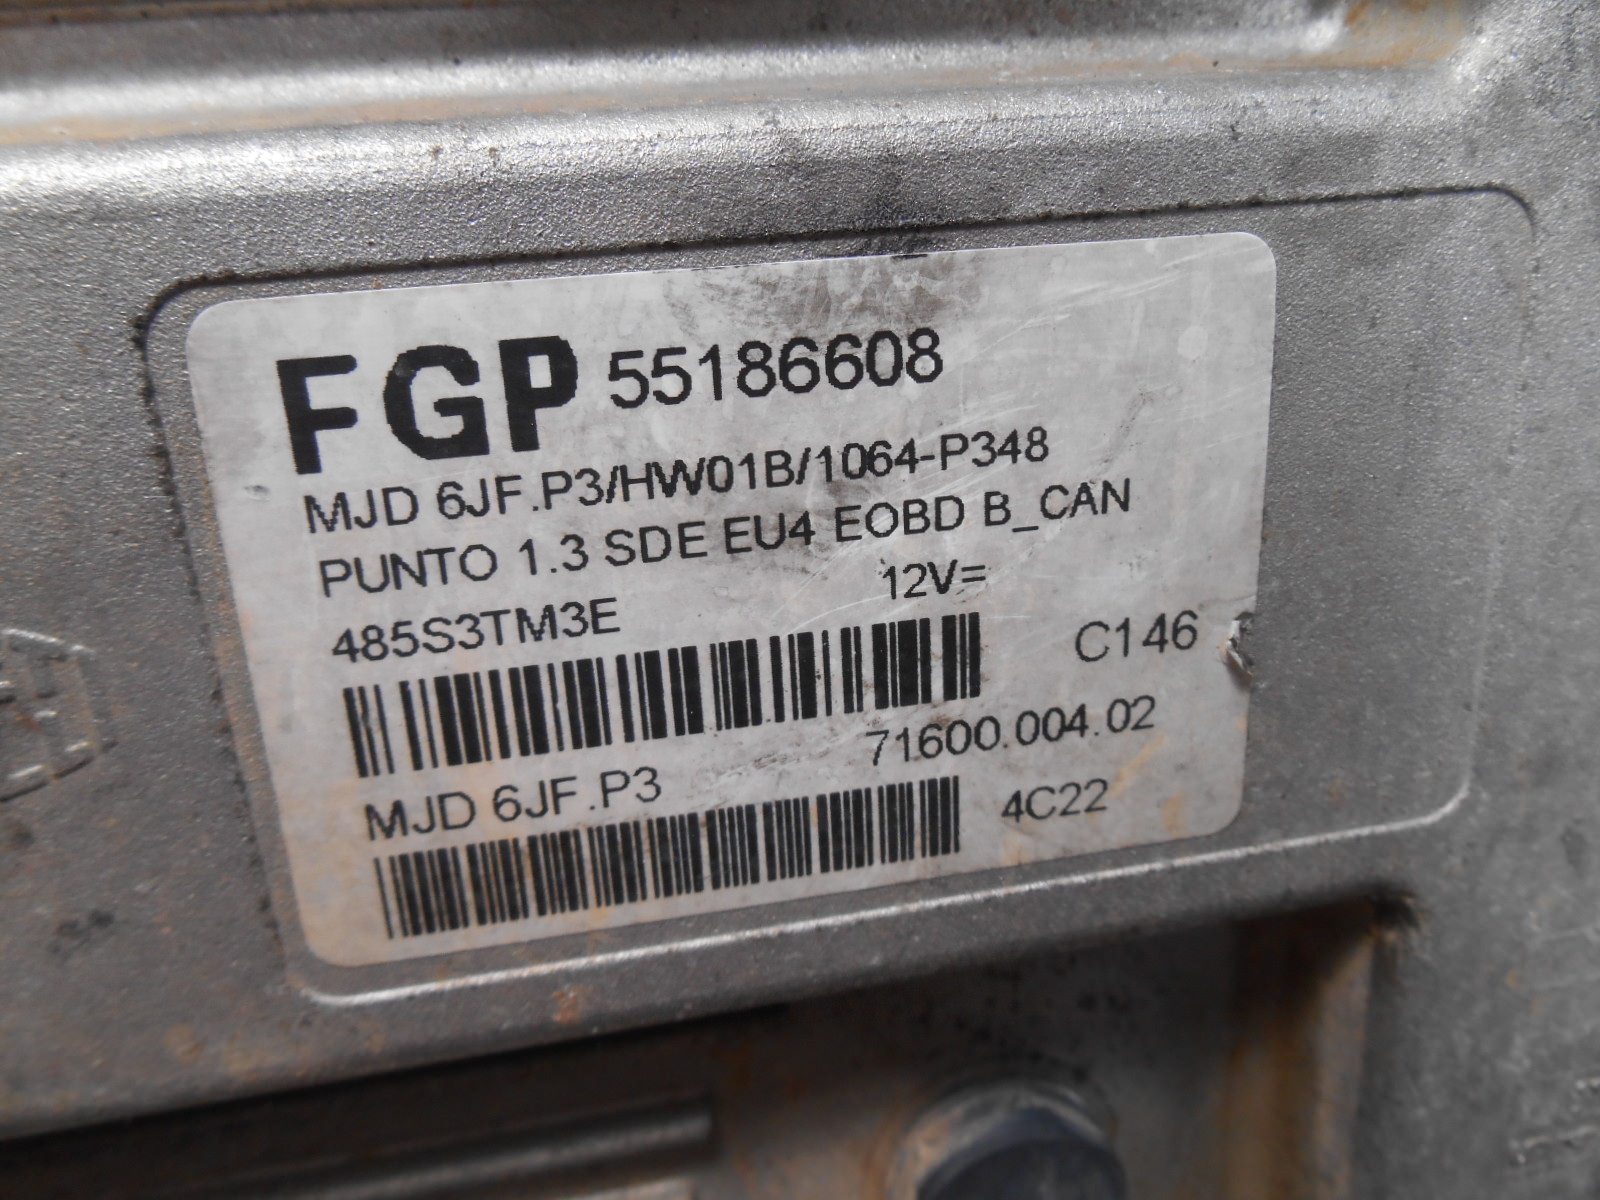 FGP 55186608
MJD 6JF.P3/HW01B/1064-P348
PUNTO 1.3 SDE EU4 EOBD B_CAN
485S3TM3E 12V=
C146
MJD 6JF.P3 71600.004.02
4C22